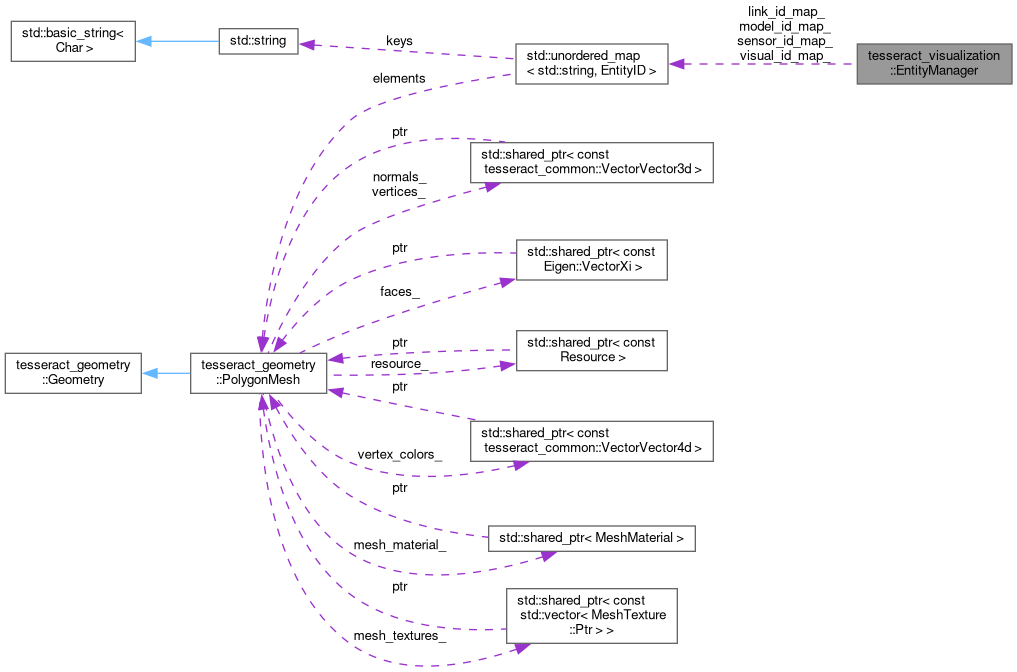 link_id_map_
model_id_map_
sensor_id_map_
visual_id_map_
std::basic_string<
Char >
std::string
keys
std::unordered_map
< std::string, EntityID >
tesseract_visualization
::EntityManager
elements
ptr
std::shared_ptr< const
tesseract_common::VectorVector3d >
normals_
vertices_
ptr
std::shared_ptr< const
Eigen::VectorXi >
faces_
ptr
std::shared_ptr< const
Resource >
resource_
tesseract_geometry
::Geometry
tesseract_geometry
::PolygonMesh
ptr
std::shared_ptr< const
tesseract_common::VectorVector4d >
vertex_colors_
ptr
std::shared_ptr< MeshMaterial >
mesh_material_
ptr
std::shared_ptr< const
std::vector< MeshTexture
::Ptr > >
mesh_textures_